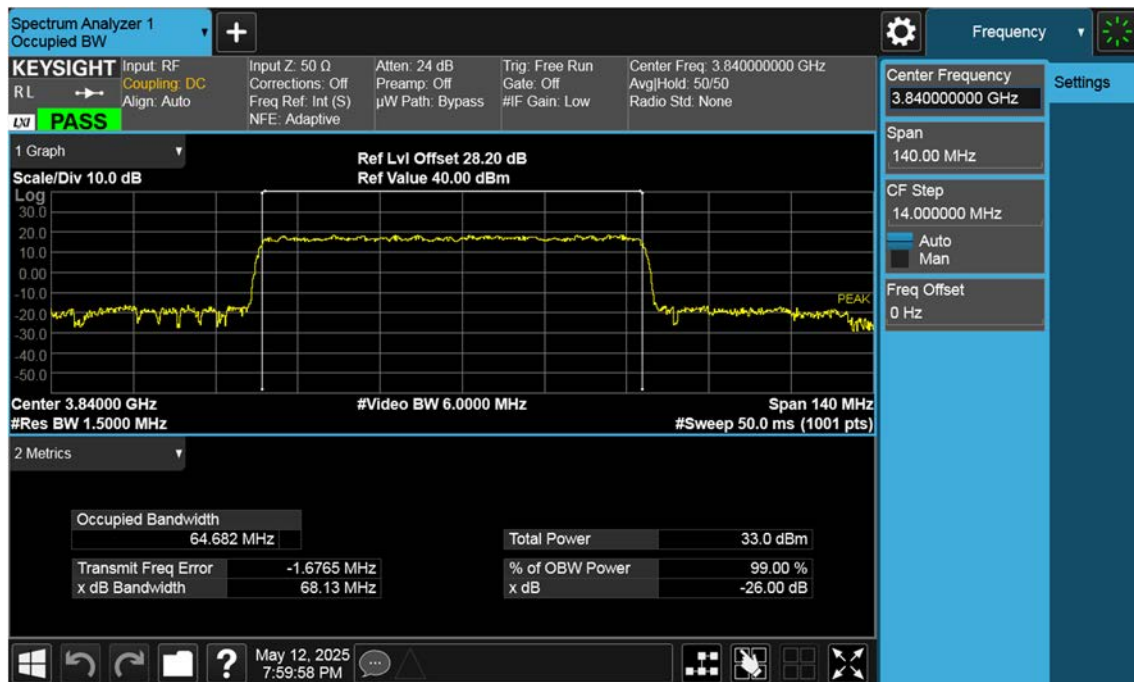 Spectrum Analyzer 1
Occupied BW
+
Frequency
KEYSIGHT
RL
LXI PASS
Input: RF
Coupling: DC
Align: Auto
Input Z: 50 Ω
Corrections: Off
Freq Ref: Int (S)
NFE: Adaptive
Atten: 24 dB
Preamp: Off
µW Path: Bypass
Trig: Free Run
Gate: Off
#IF Gain: Low
Center Freq: 3.840000000 GHz
Avg|Hold: 50/50
Radio Std: None
Center Frequency
3.840000000 GHz
Settings
Span
140.00 MHz
CF Step
14.000000 MHz
Auto
Man
Freq Offset
0 Hz
1 Graph
Scale/Div 10.0 dB
Ref Lvl Offset 28.20 dB
Ref Value 40.00 dBm
Log
30.0
20.0
10.0
0.00
-10.0
-20.0
-30.0
-40.0
-50.0
PEAK
Center 3.84000 GHz
#Video BW 6.0000 MHz
Span 140 MHz
#Res BW 1.5000 MHz
#Sweep 50.0 ms (1001 pts)
2 Metrics
Occupied Bandwidth
64.682 MHz
Total Power 33.0 dBm
Transmit Freq Error -1.6765 MHz
% of OBW Power 99.00 %
x dB Bandwidth 68.13 MHz
x dB -26.00 dB
?
May 12, 2025
7:59:58 PM